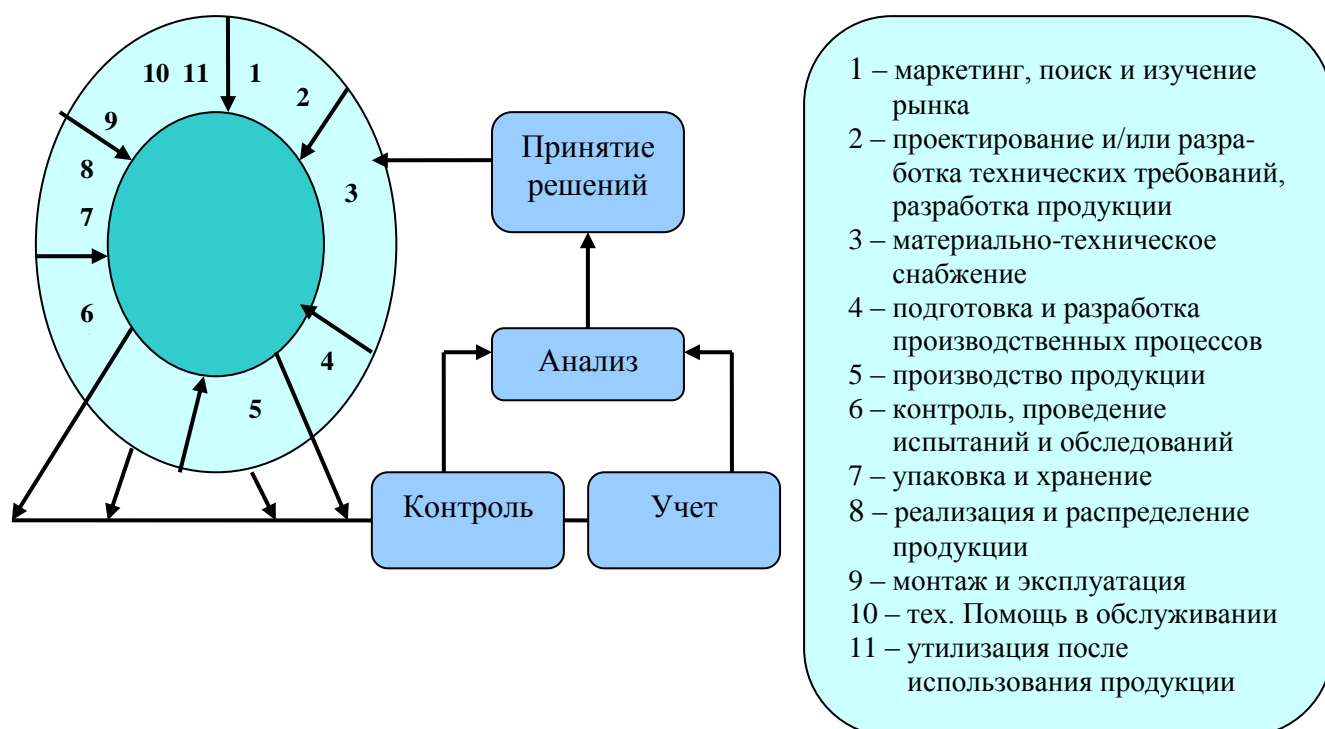 10 11 1
2
9
8
3
7
6
4
5
Принятие
решений
Анализ
Контроль
Учет
1 – маркетинг, поиск и изучение
рынка
2 – проектирование и/или разра-
ботка технических требований,
разработка продукции
3 – материально-техническое
снабжение
4 – подготовка и разработка
производственных процессов
5 – производство продукции
6 – контроль, проведение
испытаний и обследований
7 – упаковка и хранение
8 – реализация и распределение
продукции
9 – монтаж и эксплуатация
10 – тех. Помощь в обслуживании
11 – утилизация после
использования продукции